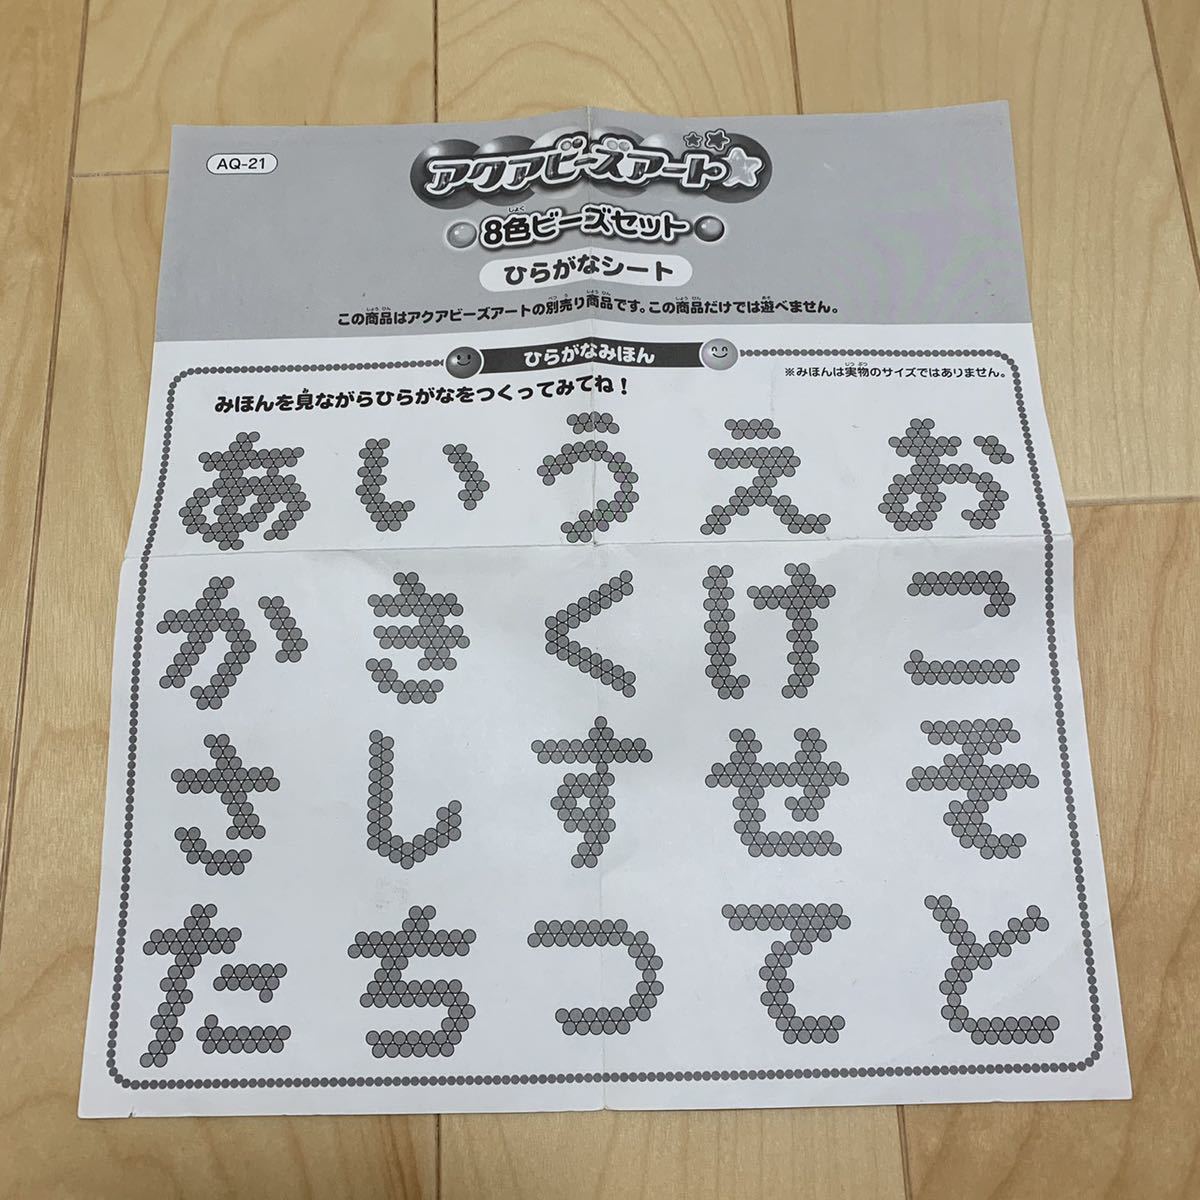 AQ-21
アクアビーズアート☆
8色ビーズセット
ひらがなシート
この商品はアクアビーズアートの別売り商品です。この商品だけでは遊べません。
ひらがなみほん
※みほんは実物のサイズではありません。
みほんを見ながらひらがなをつくってみてね！
あいうえお
かきくけこ
さしすせそ
たちつてと